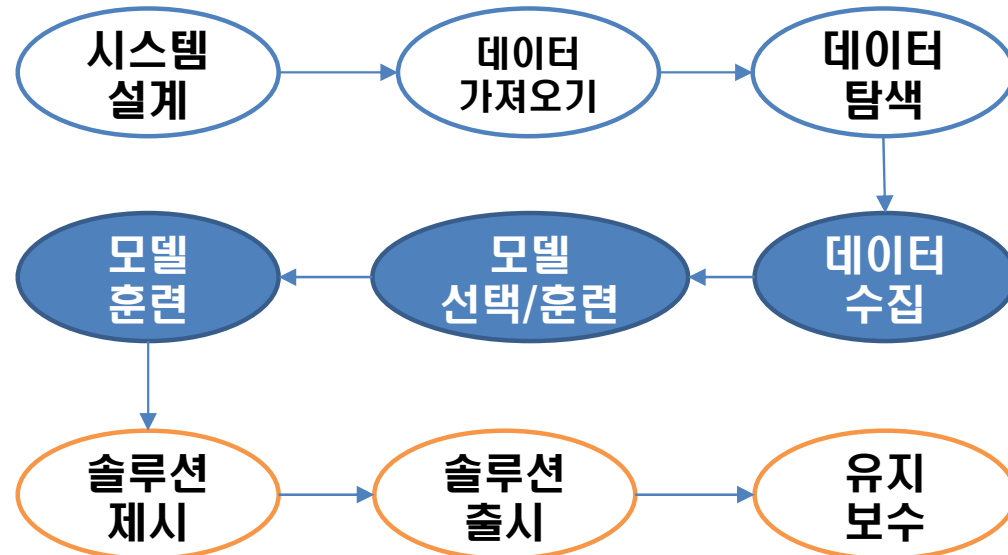 시스템
설계
데이터
가져오기
데이터
탐색
데이터
수집
모델
선택/훈련
모델
훈련
솔루션
제시
솔루션
출시
유지
보수